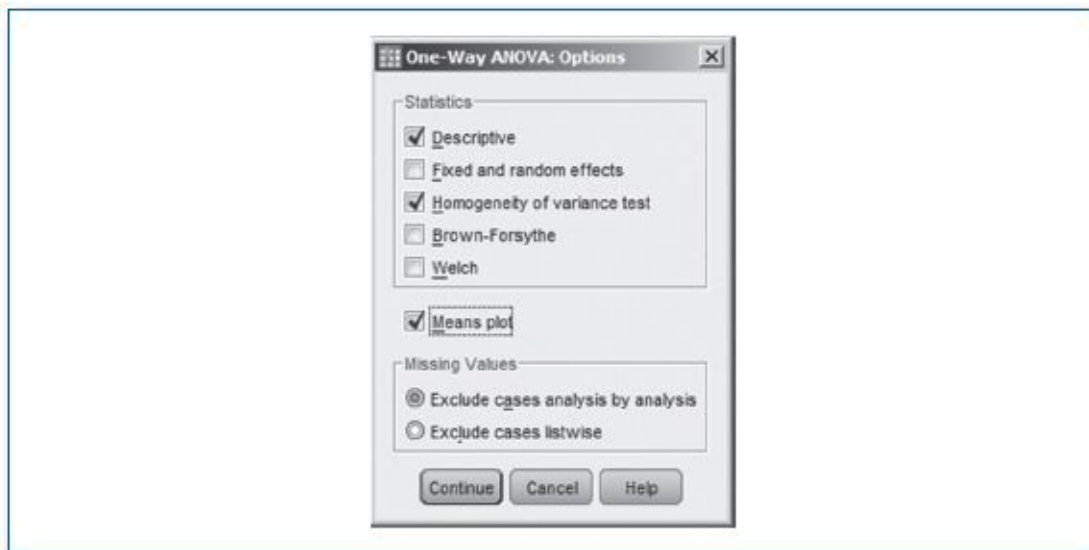 One-Way ANOVA: Options
Statistics
Descriptive
Fixed and random effects
Homogeneity of variance test
Brown-Forsythe
Welch
Means plot
Missing Values
Exclude cases analysis by analysis
Exclude cases listwise
Continue Cancel Help